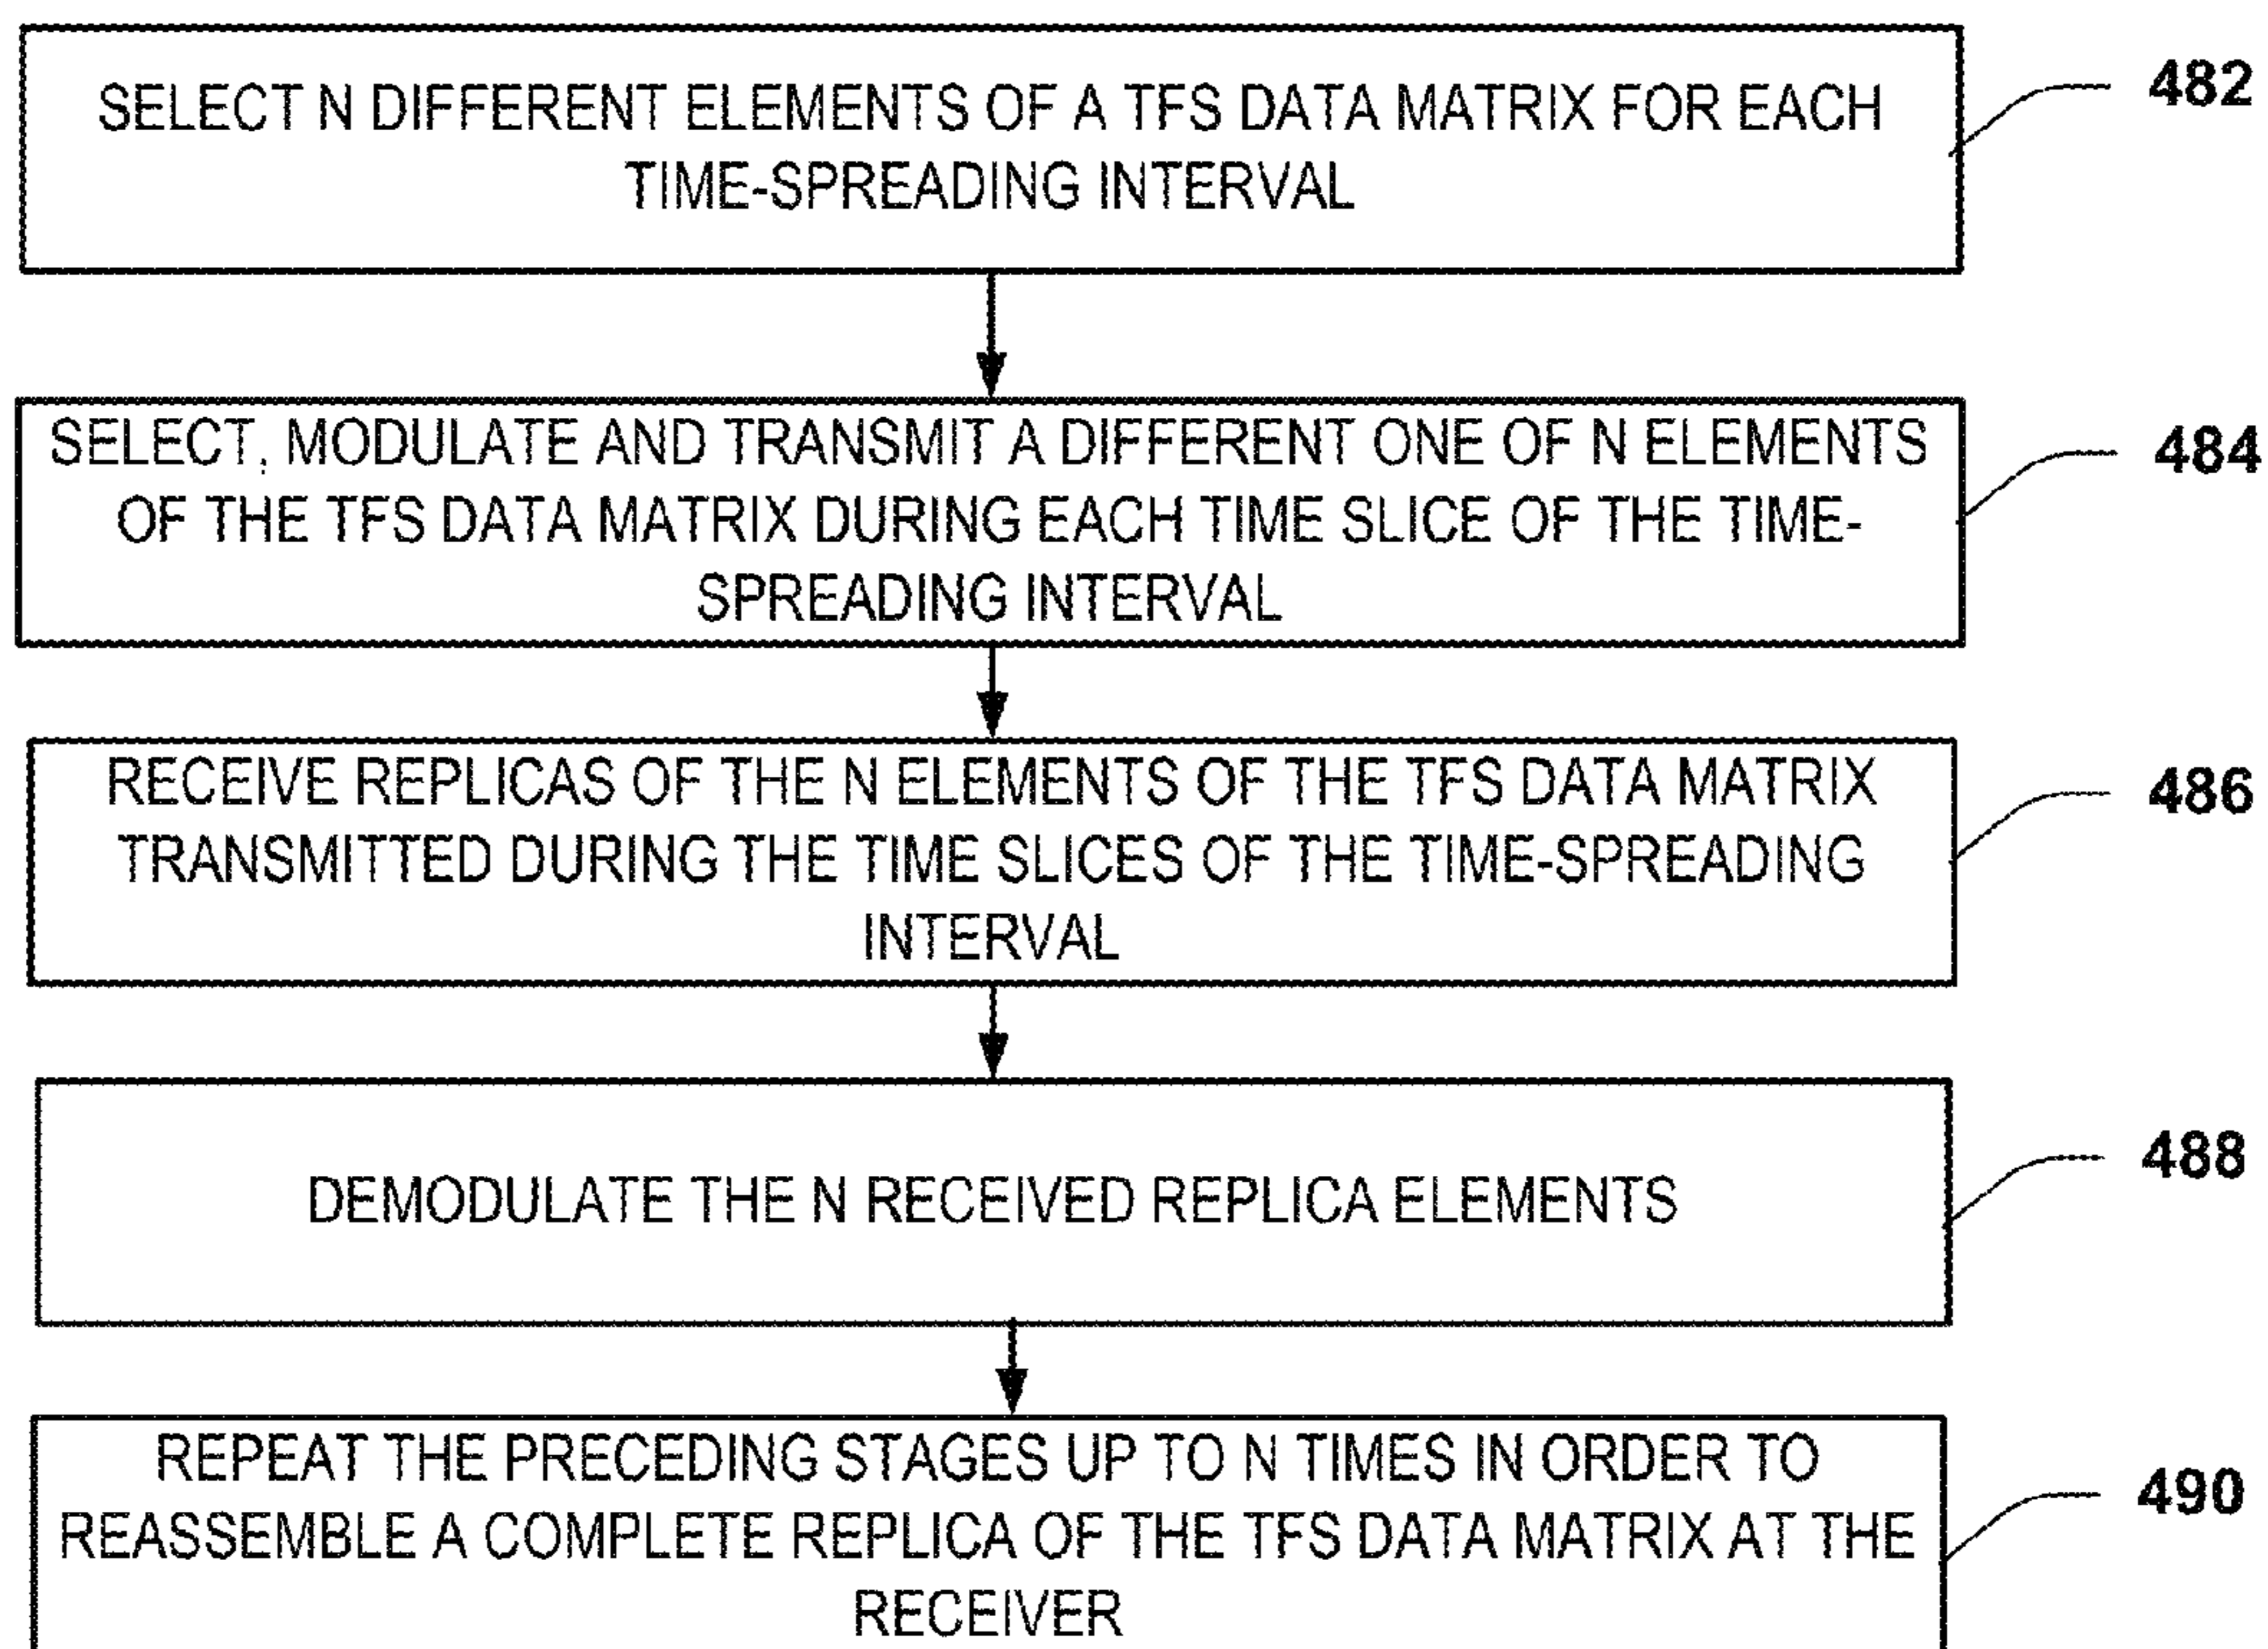 SELECT N DIFFERENT ELEMENTS OF A TFS DATA MATRIX FOR EACH
TIME-SPREADING INTERVAL
482
SELECT, MODULATE AND TRANSMIT A DIFFERENT ONE OF N ELEMENTS
OF THE TFS DATA MATRIX DURING EACH TIME SLICE OF THE TIME-
SPREADING INTERVAL
484
RECEIVE REPLICAS OF THE N ELEMENTS OF THE TFS DATA MATRIX
TRANSMITTED DURING THE TIME SLICES OF THE TIME-SPREADING
INTERVAL
486
DEMODULATE THE N RECEIVED REPLICA ELEMENTS
488
REPEAT THE PRECEDING STAGES UP TO N TIMES IN ORDER TO
REASSEMBLE A COMPLETE REPLICA OF THE TFS DATA MATRIX AT THE
RECEIVER
490